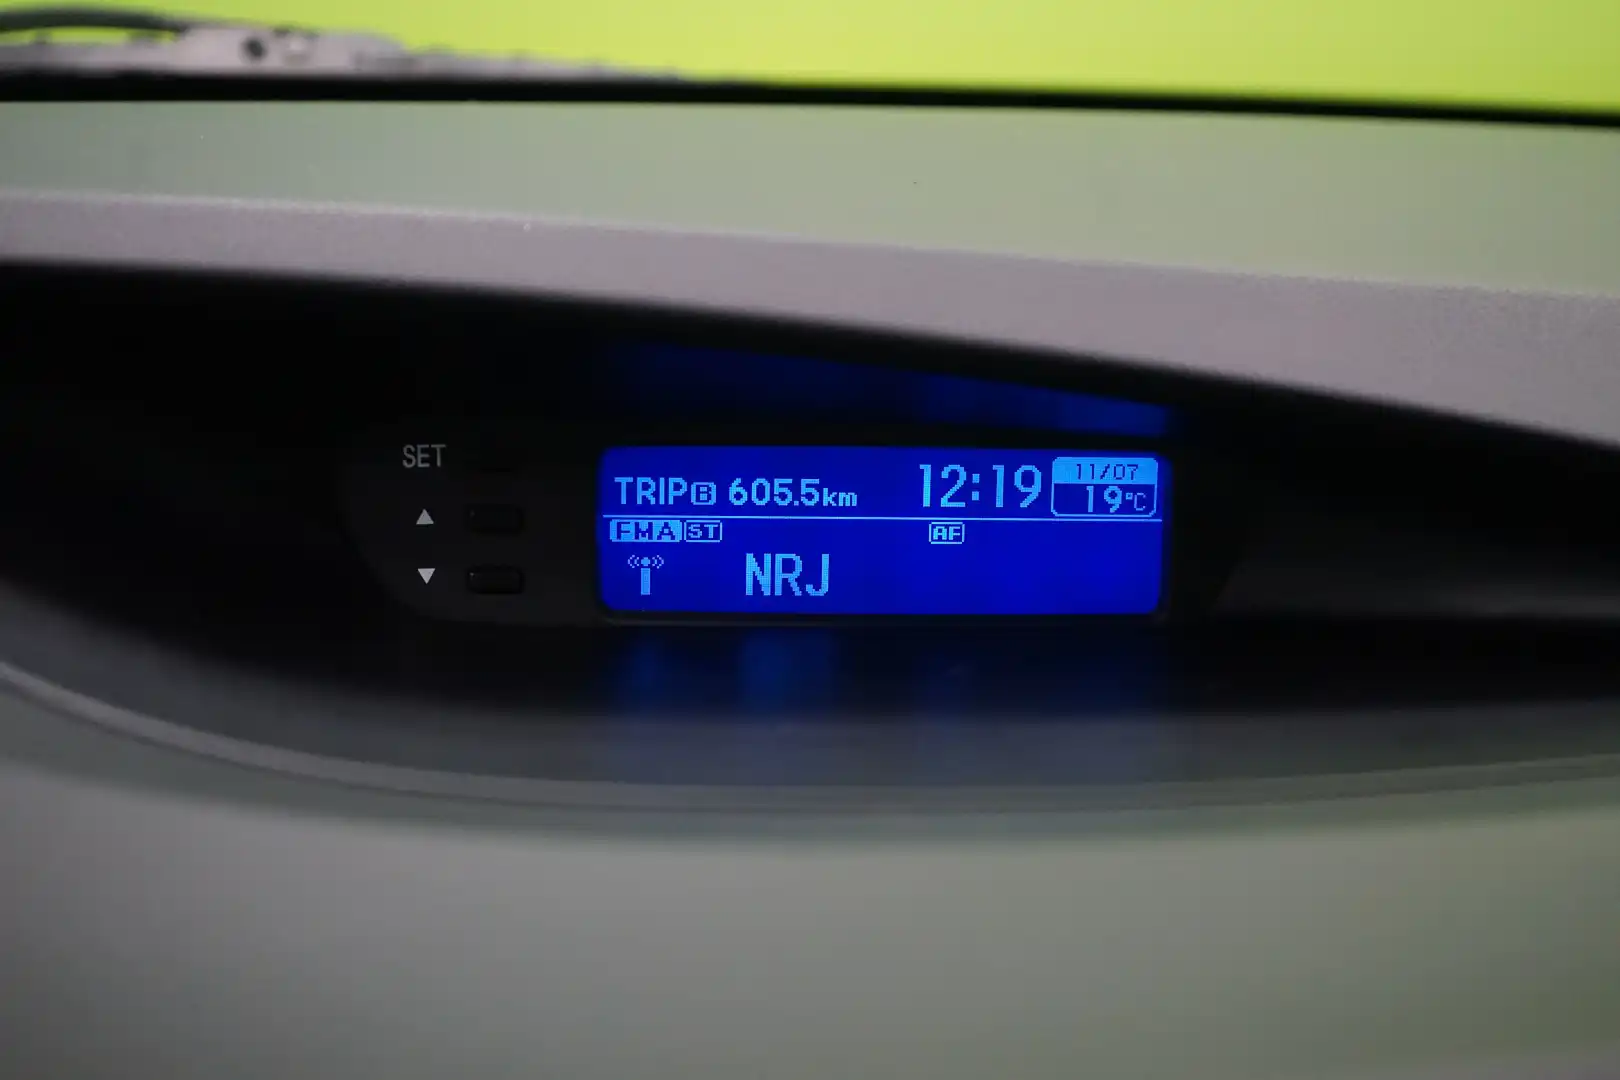 SET
TRIP B 605.5km 12:19 11/07
19°C
FMA ST AF
NRJ